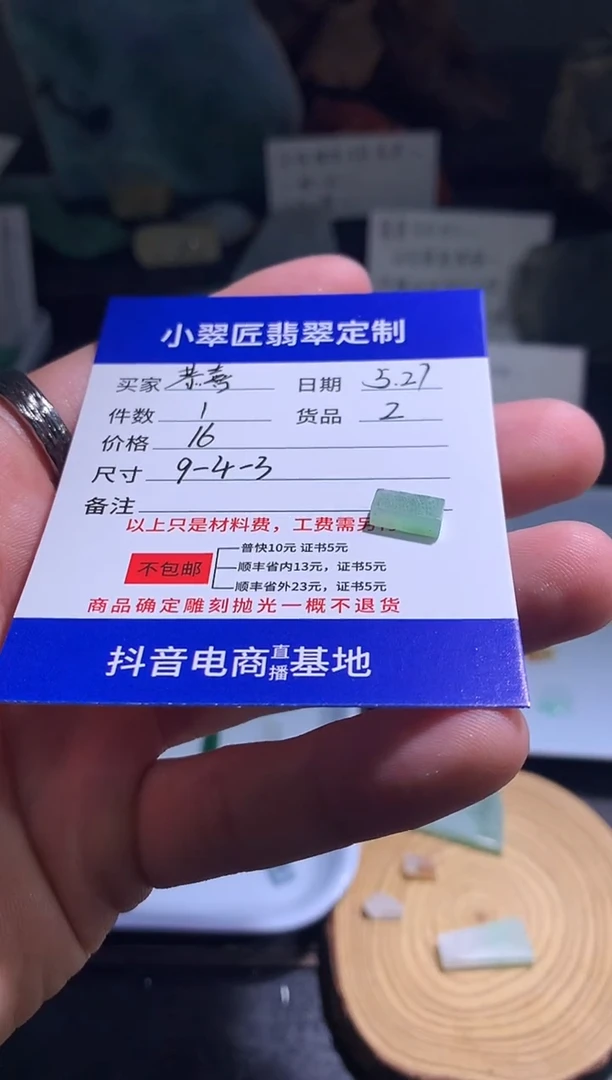 小翠匠翡翠定制
买家 恭喜 日期 5.27
件数 1 货品 2
价格 16
尺寸 9-4-3
备注
以上只是材料费，工费需另
不包邮
普快10元 证书5元
顺丰省内13元，证书5元
顺丰省外23元，证书5元
商品确定雕刻抛光一概不退货
抖音电商直播基地